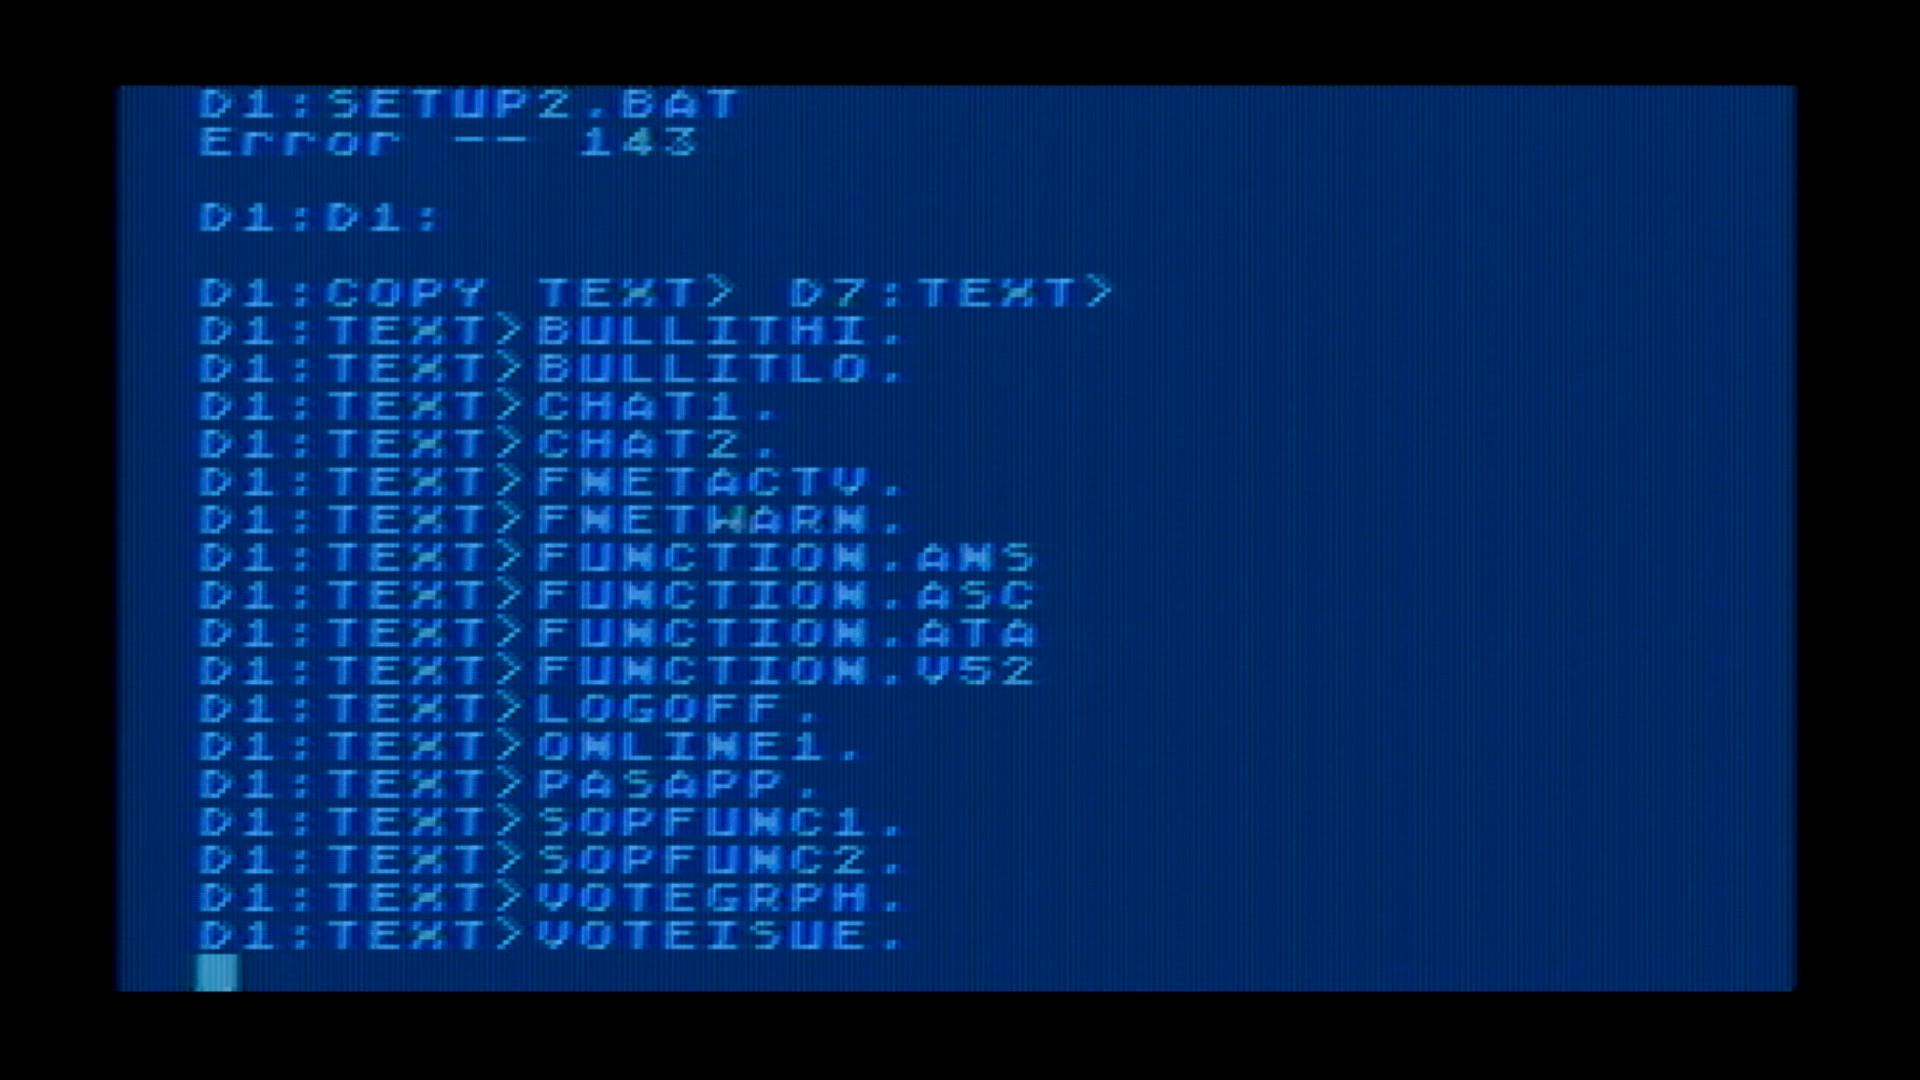 D1:SETUP2.BAT
Error -- 143
D1:D1:
D1:COPY TEXT> D7:TEXT>
D1:TEXT>BULLITHI.
D1:TEXT>BULLITLO.
D1:TEXT>CHAT1.
D1:TEXT>CHAT2.
D1:TEXT>FNETACTV.
D1:TEXT>FNETWARN.
D1:TEXT>FUNCTION.ANS
D1:TEXT>FUNCTION.ASC
D1:TEXT>FUNCTION.ATA
D1:TEXT>FUNCTION.V52
D1:TEXT>LOGOFF.
D1:TEXT>ONLINE1.
D1:TEXT>PASAPP.
D1:TEXT>SOPFUNC1.
D1:TEXT>SOPFUNC2.
D1:TEXT>VOTEGRPH.
D1:TEXT>VOTEISUE.